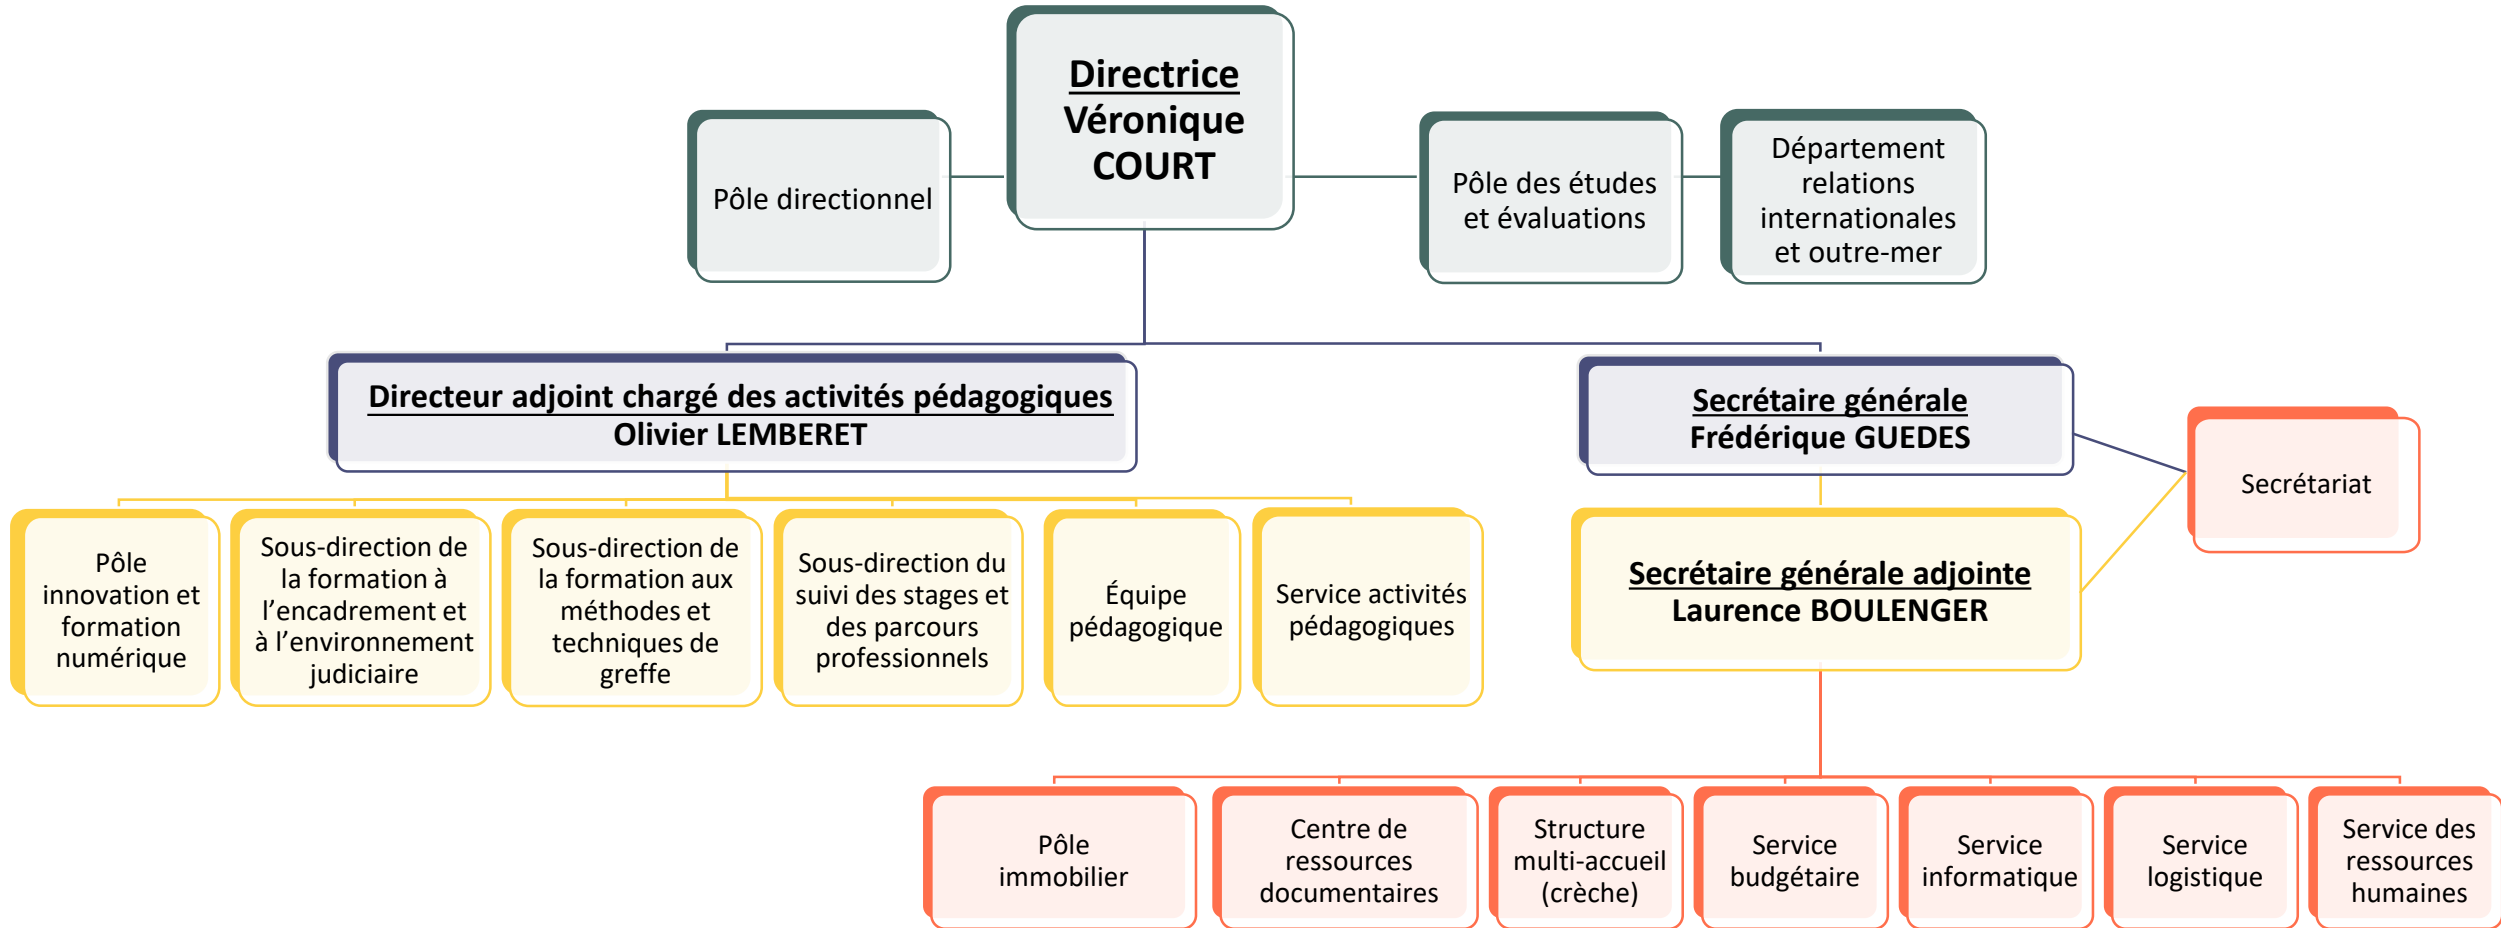 Directrice
Véronique
COURT
Pôle directionnel
Pôle des études
et évaluations
Département
relations
internationales
et outre-mer
Directeur adjoint chargé des activités pédagogiques
Olivier LEMBERET
Secrétaire générale
Frédérique GUEDES
Secrétariat
Pôle
innovation et
formation
numérique
Sous-direction de
la formation à
l’encadrement et
à l’environnement
judiciaire
Sous-direction de
la formation aux
méthodes et
techniques de
greffe
Sous-direction du
suivi des stages et
des parcours
professionnels
Équipe
pédagogique
Service activités
pédagogiques
Secrétaire générale adjointe
Laurence BOULENGER
Pôle
immobilier
Centre de
ressources
documentaires
Structure
multi-accueil
(crèche)
Service
budgétaire
Service
informatique
Service
logistique
Service des
ressources
humaines